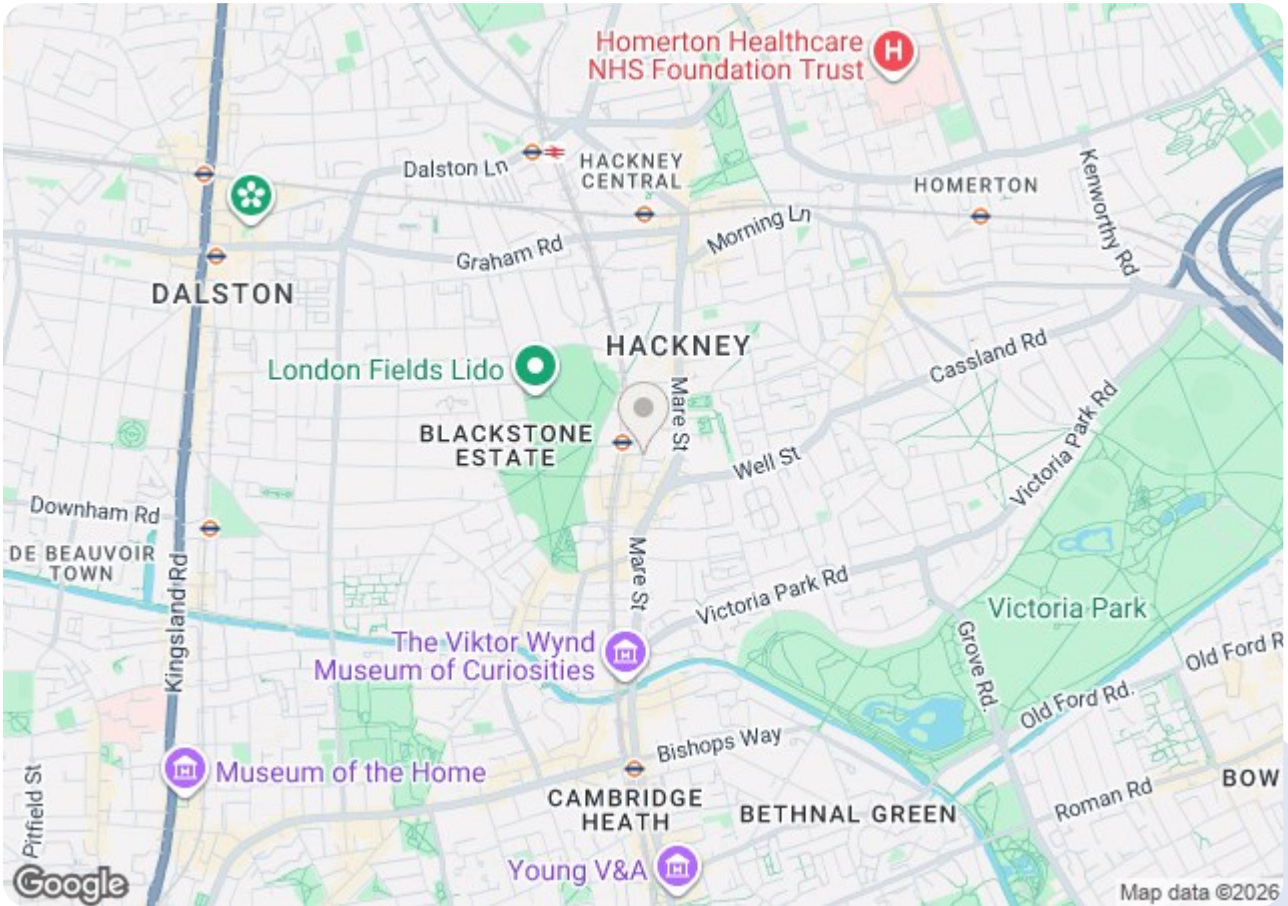 Homerton Healthcare
NHS Foundation Trust
H
Dalston Ln
HACKNEY
CENTRAL
HOMERTON
Kenworthy Rd
Morning Ln
Graham Rd
DALSTON
HACKNEY
London Fields Lido
Cassland Rd
Mare St
BLACKSTONE
ESTATE
Well St
Victoria Park Rd
Downham Rd
DE BEAUVOIR
TOWN
Kingsland Rd
Mare St
Victoria Park Rd
Victoria Park
The Viktor Wynd
Museum of Curiosities
Grove Rd.
Old Ford R
Old Ford Rd.
Bishops Way
Museum of the Home
Pitfield St
CAMBRIDGE
HEATH
BETHNAL GREEN
Roman Rd
BOW
Young V&A
Google
Map data ©2026